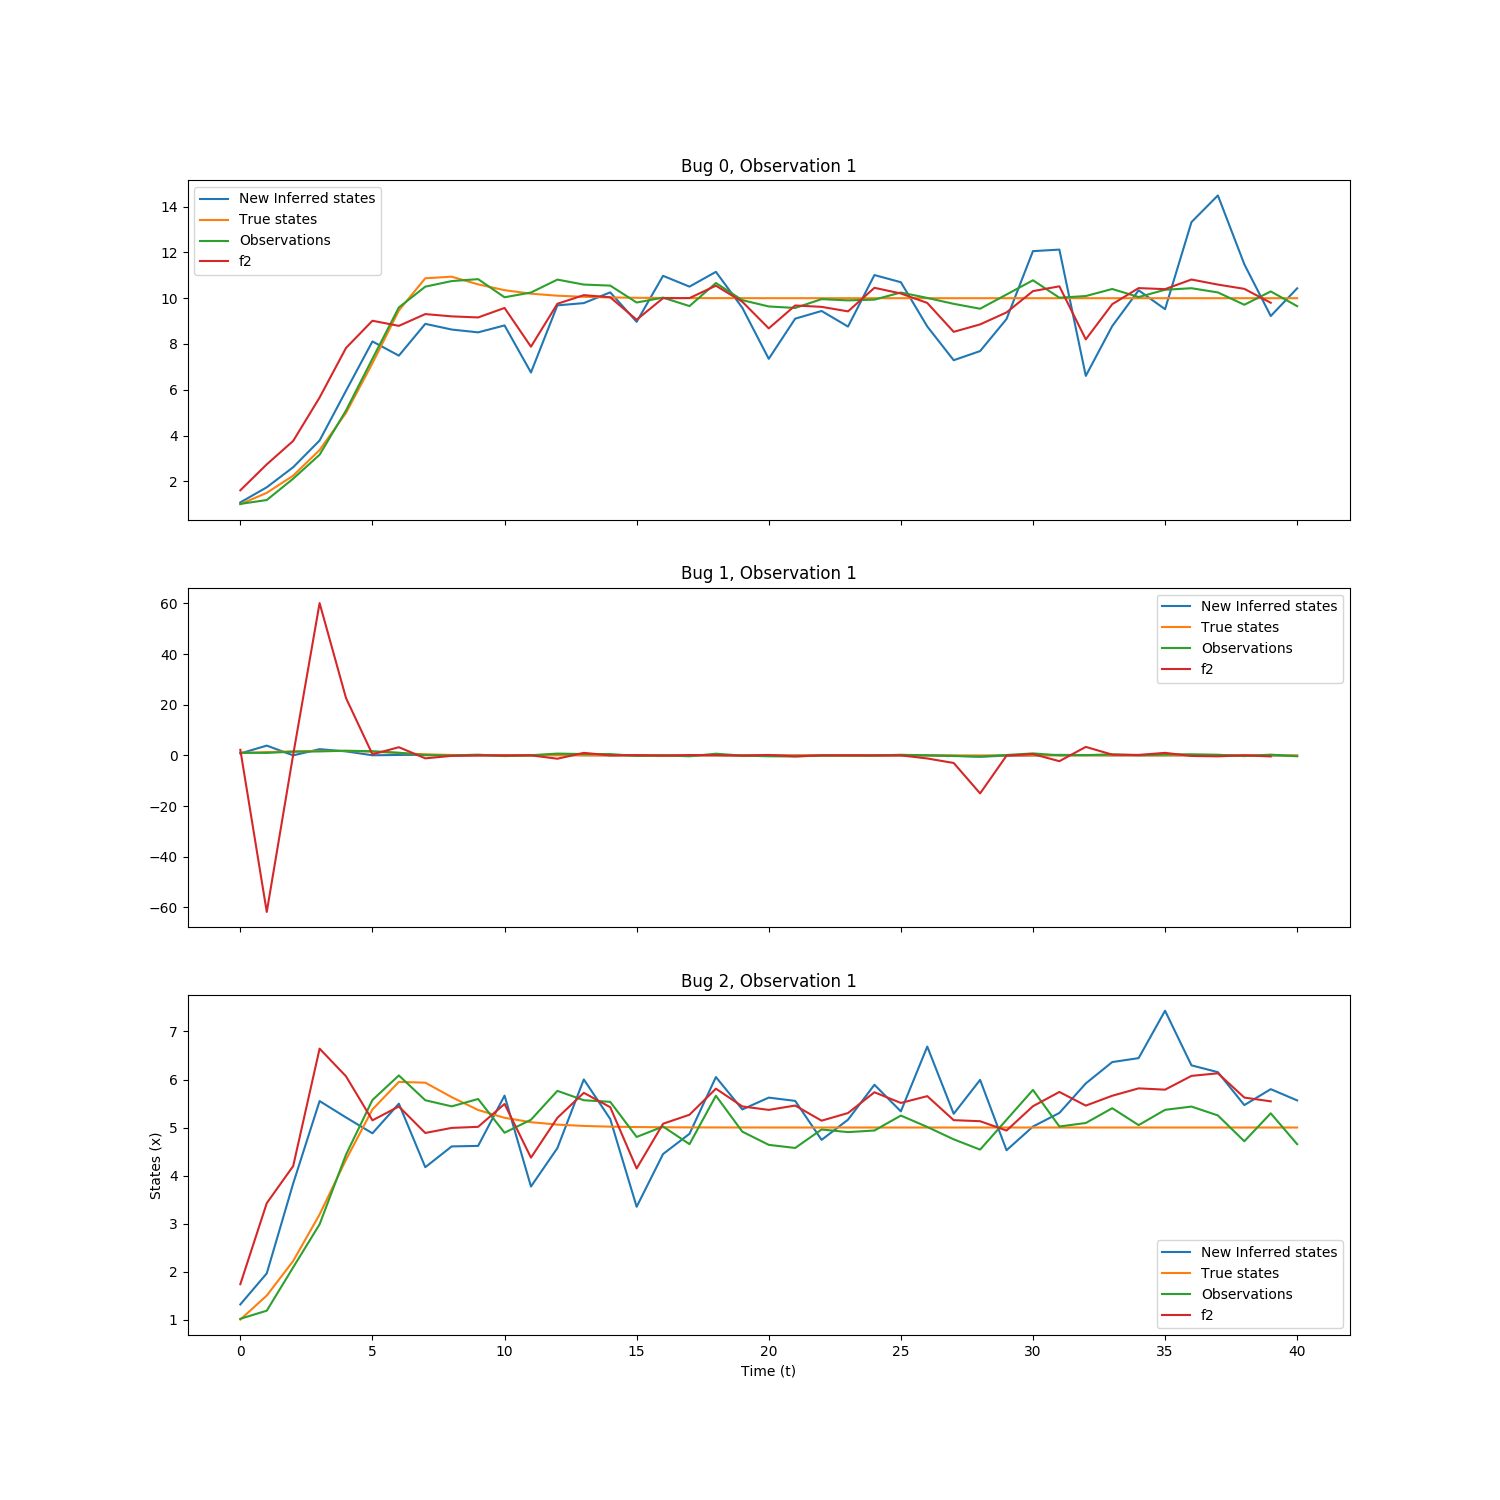 Bug 0, Observation 1
New Inferred states
True states
Observations
f2
14
12
10
8
6
4
2
Bug 1, Observation 1
New Inferred states
True states
Observations
f2
60
40
20
0
−20
−40
−60
Bug 2, Observation 1
7
6
5
4
3
2
1
States (x)
New Inferred states
True states
Observations
f2
0 5 10 15 20 25 30 35 40
Time (t)